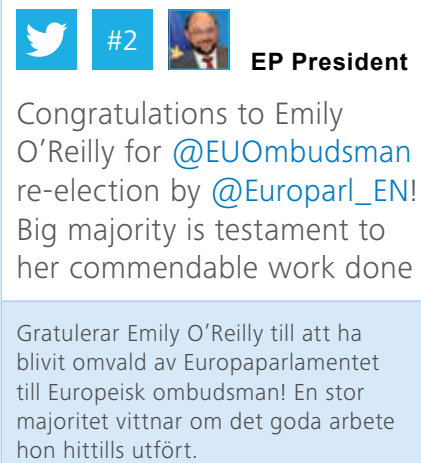 #2
EP President
Congratulations to Emily
O’Reilly for @EUOmbudsman
re-election by @Europarl_EN!
Big majority is testament to
her commendable work done
Gratulerar Emily O’Reilly till att ha
blivit omvald av Europaparlamentet
till Europeisk ombudsman! En stor
majoritet vittnar om det goda arbete
hon hittills utfört.